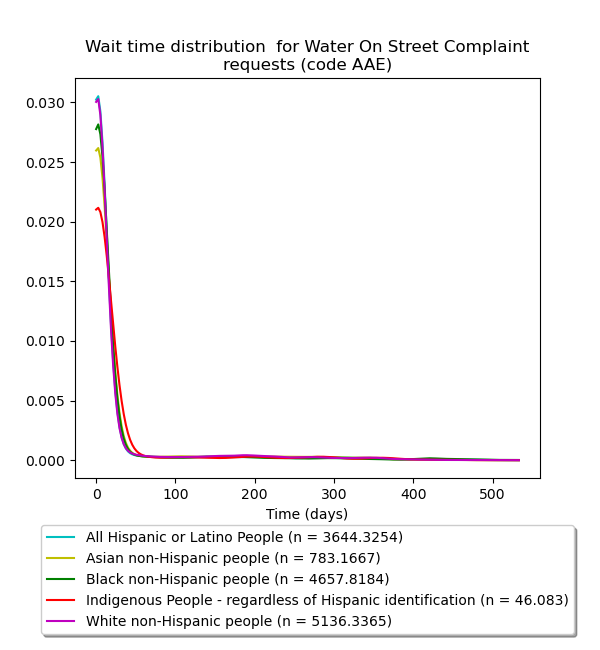 Wait time distribution  for Water On Street Complaint
requests (code AAE)
0.030
0.025
0.020
0.015
0.010
0.005
0.000
0 100 200 300 400 500
Time (days)
All Hispanic or Latino People (n = 3644.3254)
Asian non-Hispanic people (n = 783.1667)
Black non-Hispanic people (n = 4657.8184)
Indigenous People - regardless of Hispanic identification (n = 46.083)
White non-Hispanic people (n = 5136.3365)